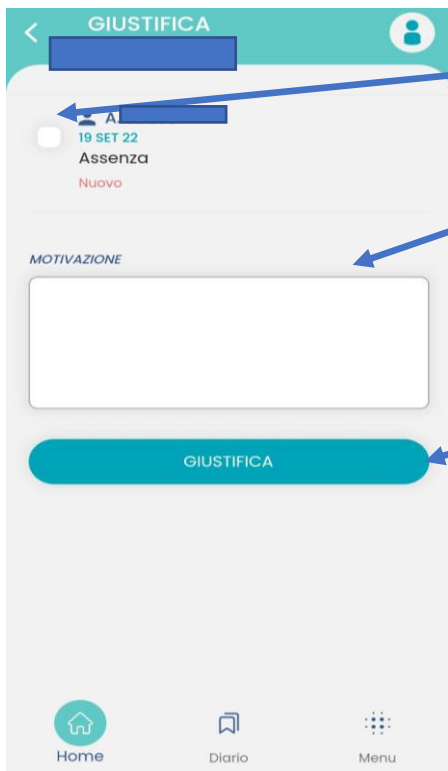 GIUSTIFICA
19 SET 22
Assenza
Nuovo
MOTIVAZIONE
GIUSTIFICA
Home
Diario
Menu